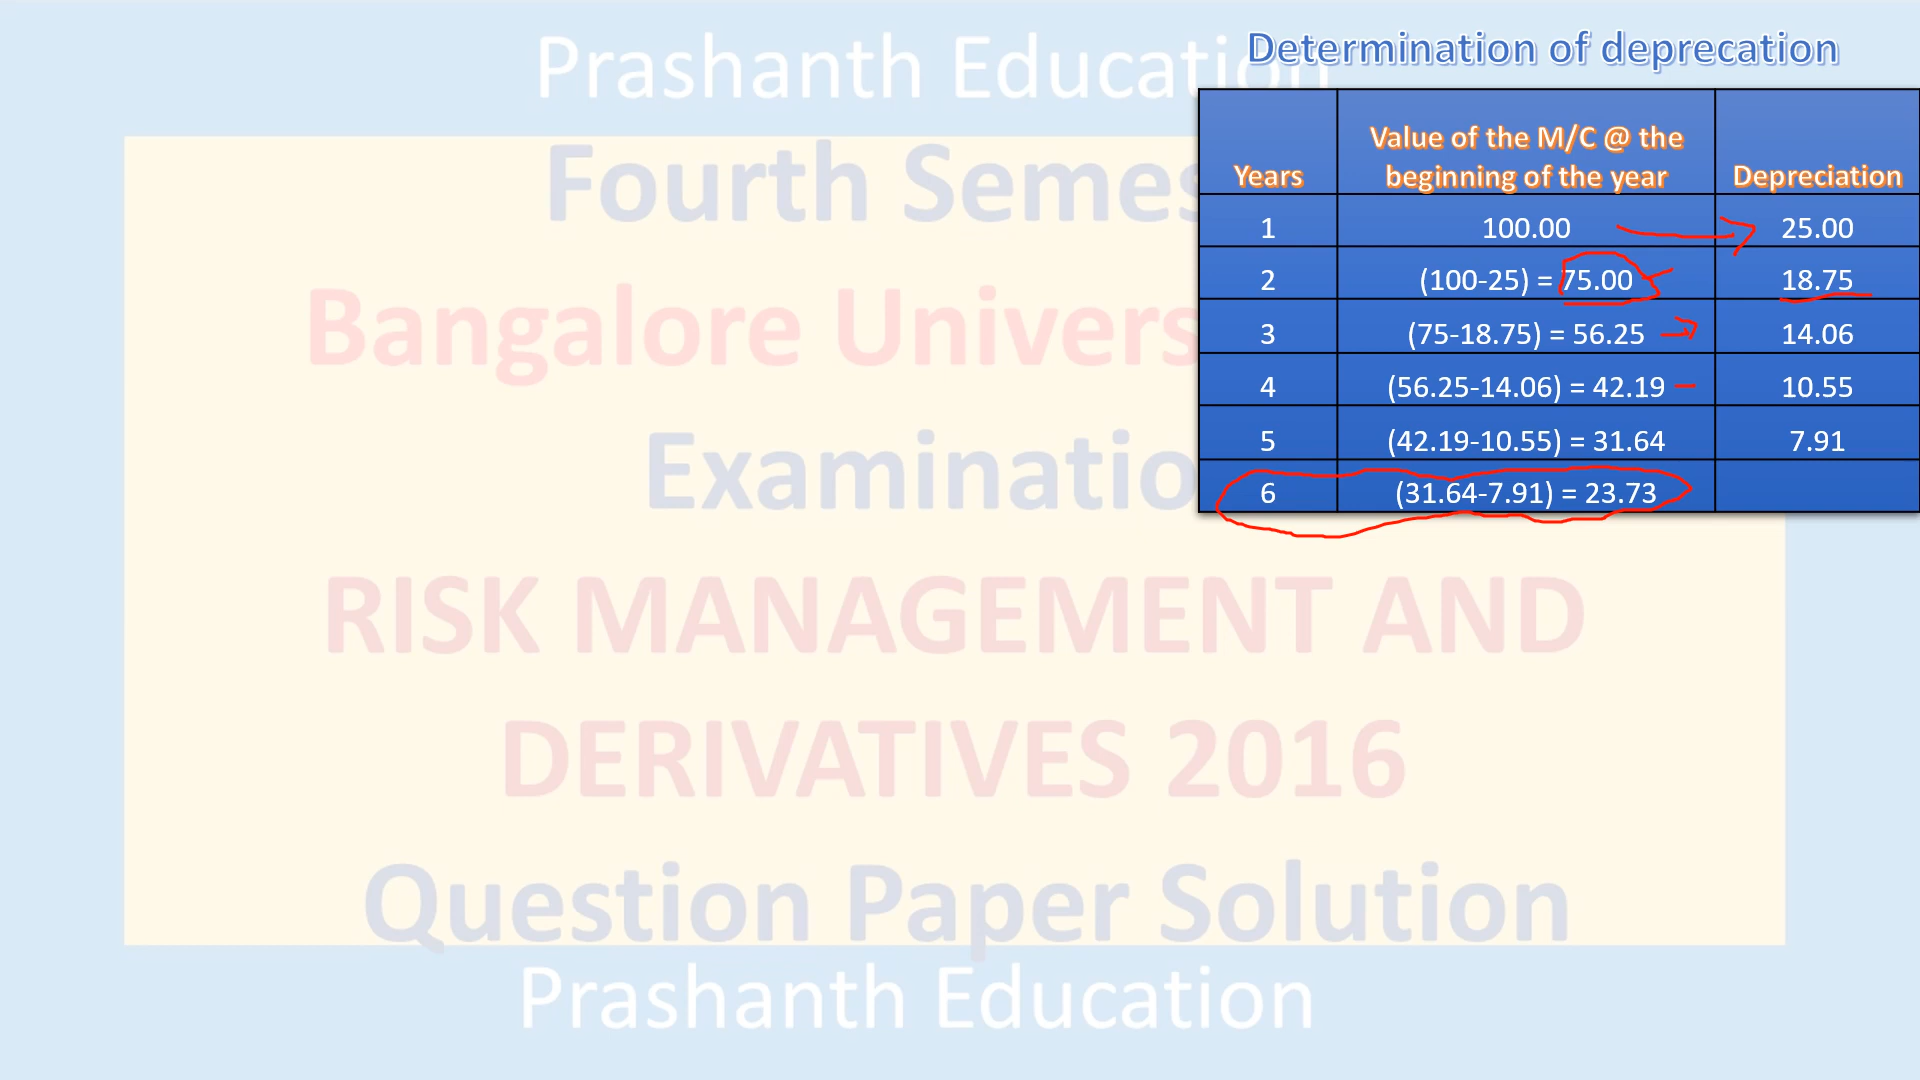 Prashanth Education
Determination of deprecation
Fourth Semes
Bangalore Univers
Examinatio
RISK MANAGEMENT AND
DERIVATIVES 2016
Question Paper Solution
Prashanth Education
Years Value of the M/C @ the beginning of the year Depreciation
1 100.00 25.00
2 (100-25) = 75.00 18.75
3 (75-18.75) = 56.25 14.06
4 (56.25-14.06) = 42.19 10.55
5 (42.19-10.55) = 31.64 7.91
6 (31.64-7.91) = 23.73